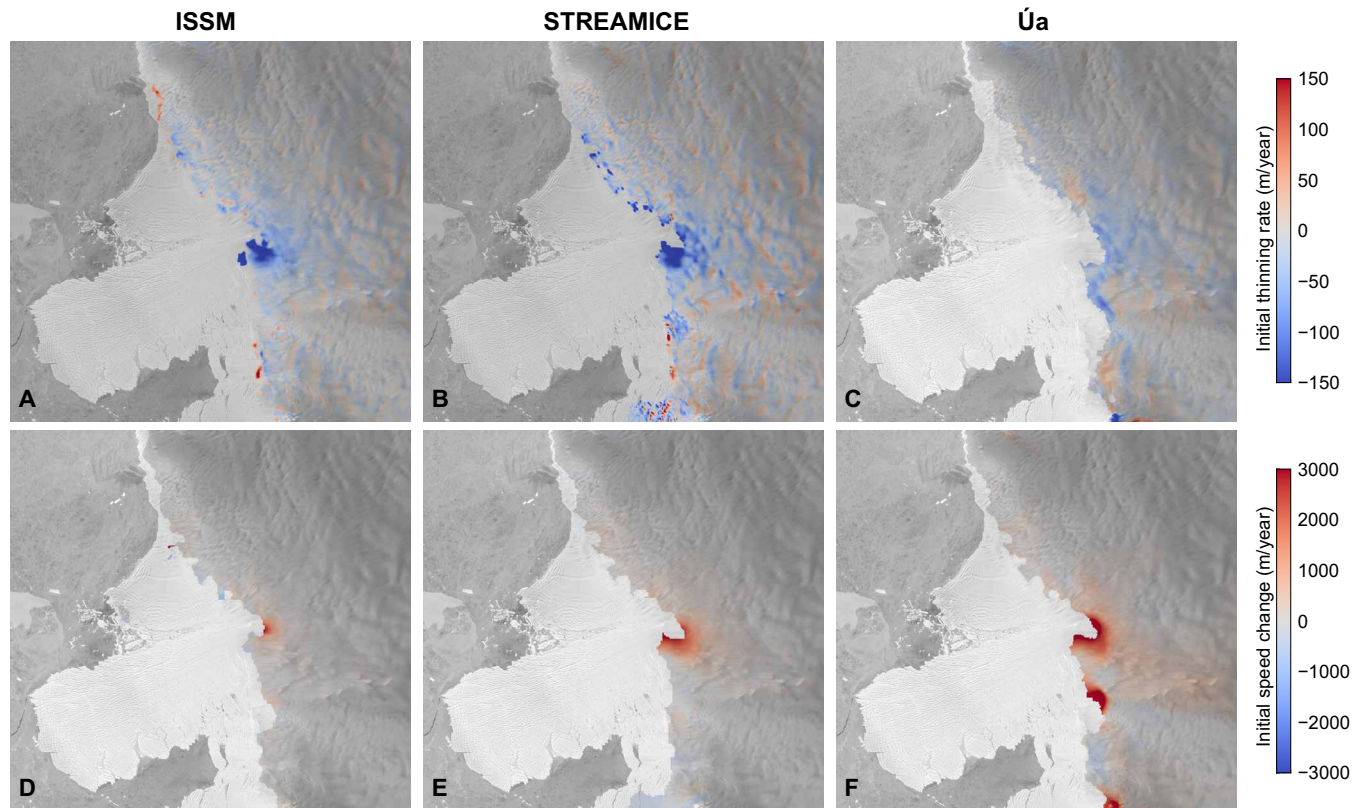 ISSM
STREAMICE
Úa
A
B
C
150
100
50
0
−50
−100
−150
Initial thinning rate (m/year)
D
E
F
3000
2000
1000
0
−1000
−2000
−3000
Initial speed change (m/year)